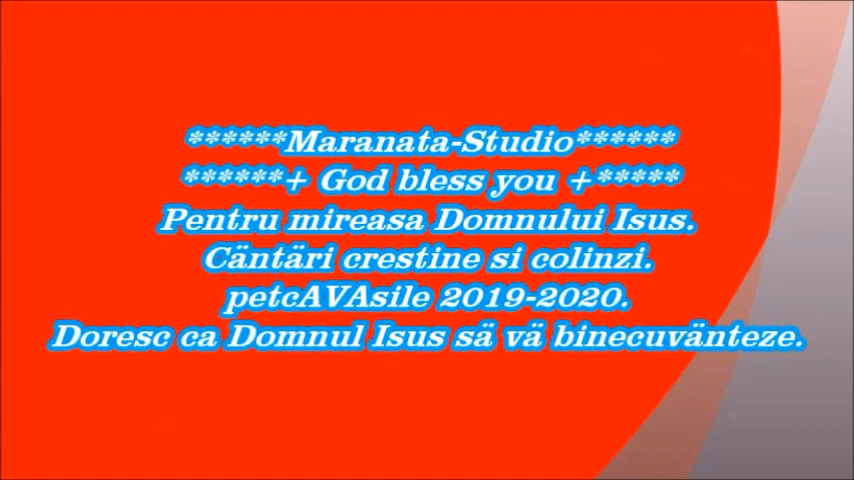 ******Maranata-Studio******
******+ God bless you +*****
Pentru mireasa Domnului Isus.
Cäntäri crestine si colinzi.
petcAVAsile 2019-2020.
Doresc ca Domnul Isus sä vä binecuvänteze.